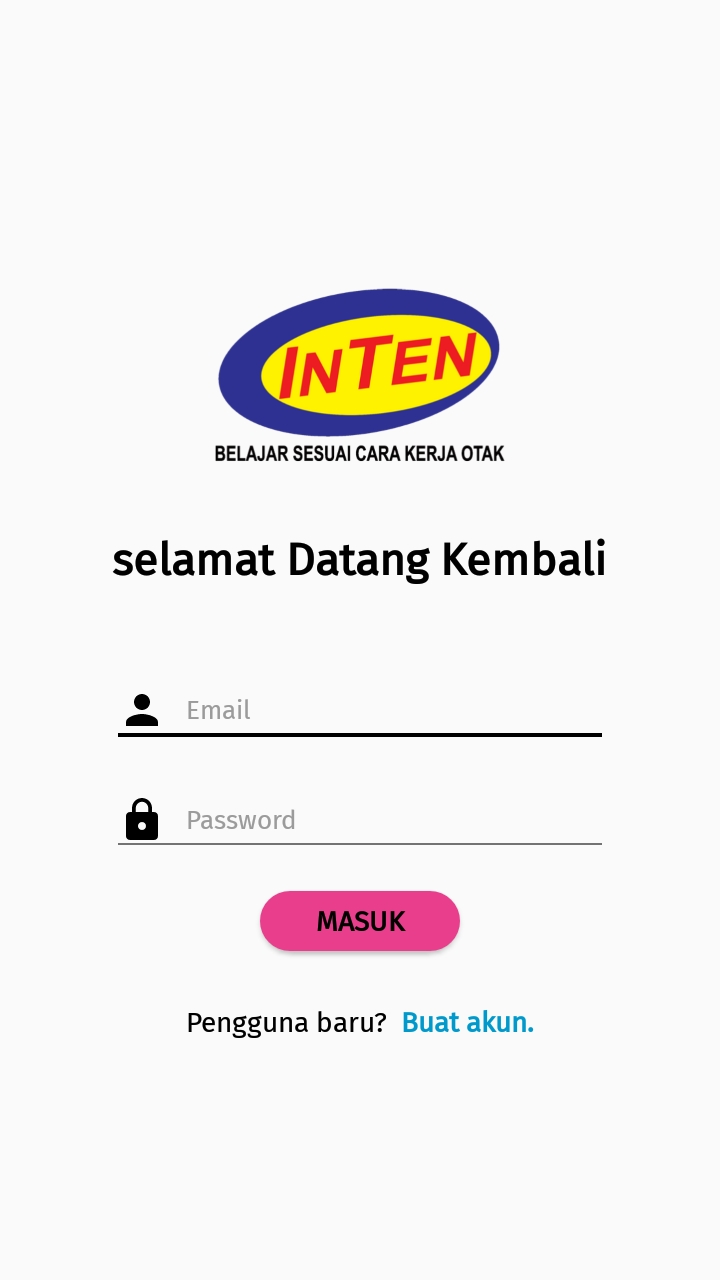 INTEN
BELAJAR SESUAI CARA KERJA OTAK
selamat Datang Kembali
Email
Password
MASUK
Pengguna baru? Buat akun.